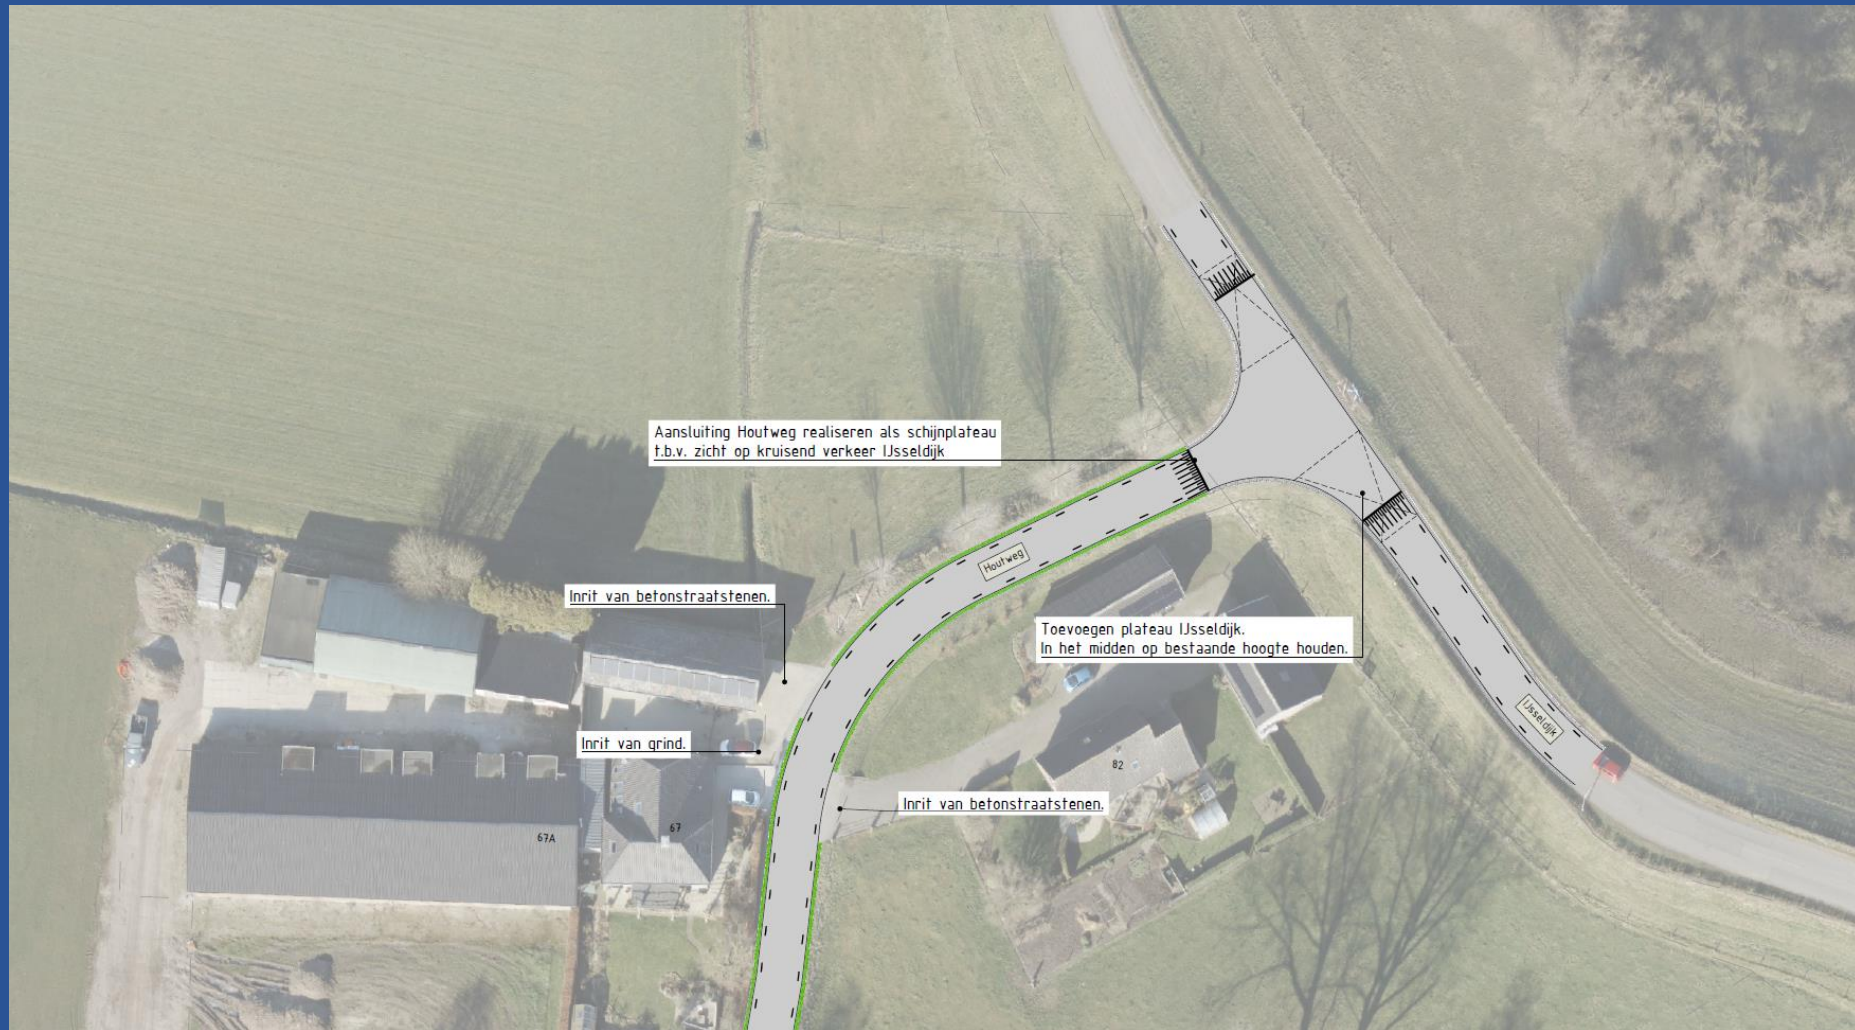 Aansluiting Houtweg realiseren als schijnplateau
t.b.v. zicht op kruisend verkeer IJsseldijk
Houtweg
Inrit van betonstraatstenen.
Toevoegen plateau IJsseldijk.
In het midden op bestaande hoogte houden.
IJsseldijk
Inrit van grind.
82
Inrit van betonstraatstenen.
67
67A